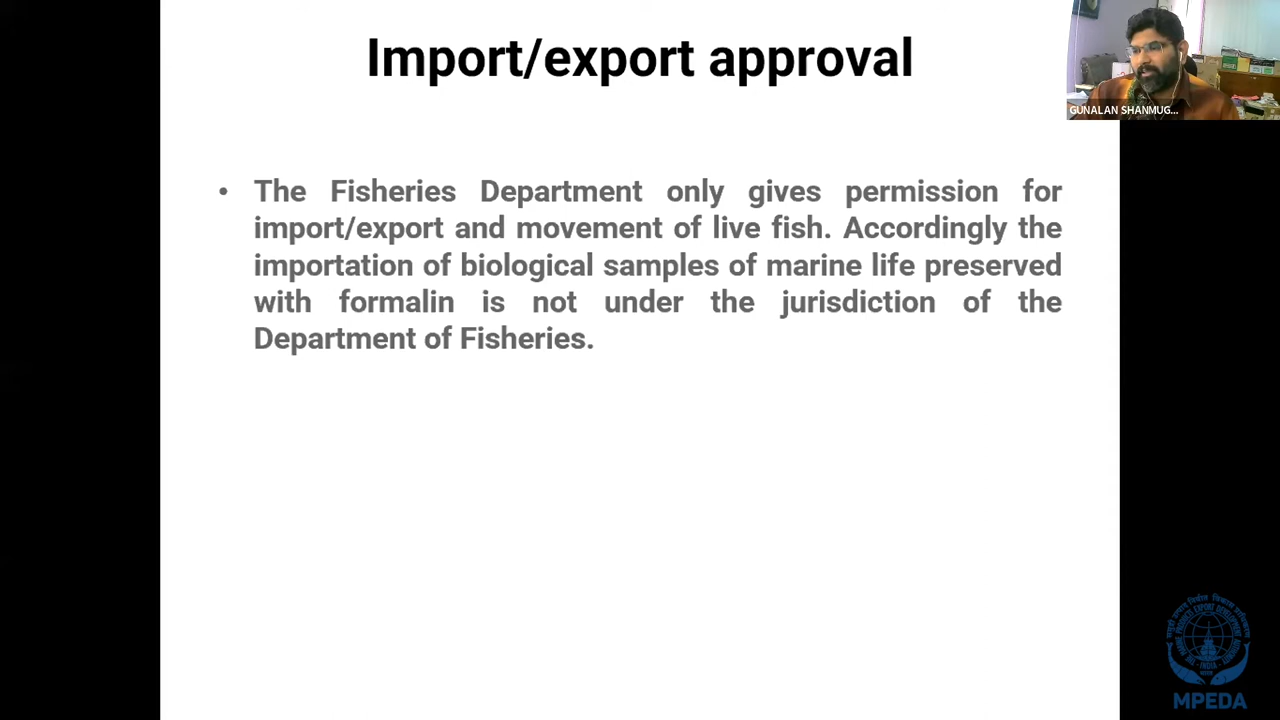 Import/export approval
GUNALAN SHANMUG...
• The Fisheries Department only gives permission for
import/export and movement of live fish. Accordingly the
importation of biological samples of marine life preserved
with formalin is not under the jurisdiction of the
Department of Fisheries.
MPEDA